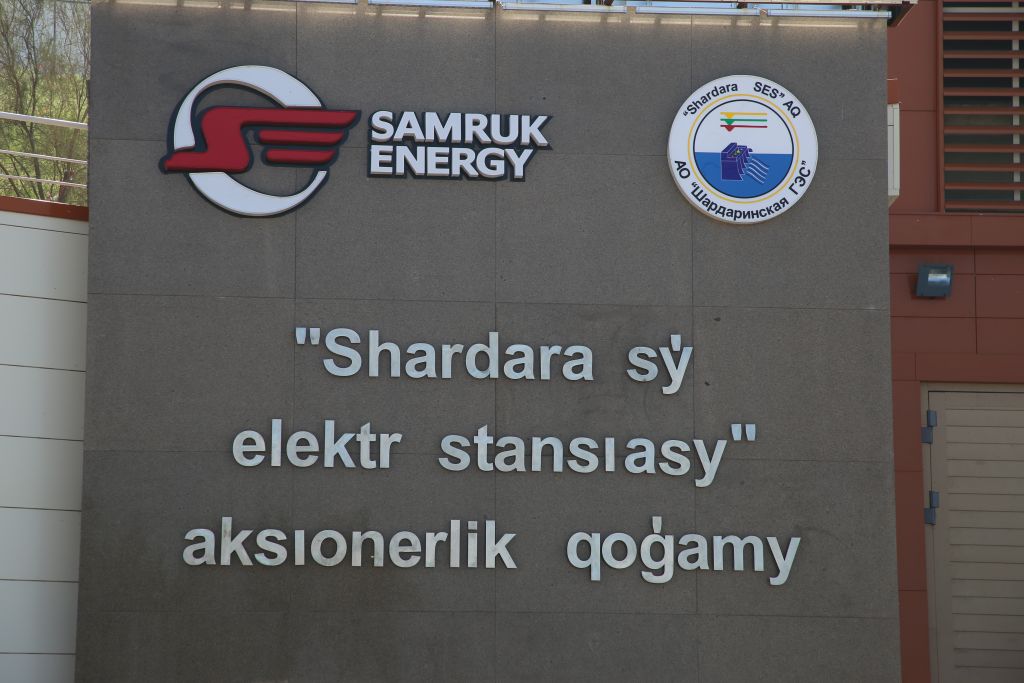 SAMRUK
ENERGY
"Shardara SES" AQ
АО "Шардаринская ГЭС"
"Shardara sý
elektr stansıasy"
aksıonerlik qoǵamy